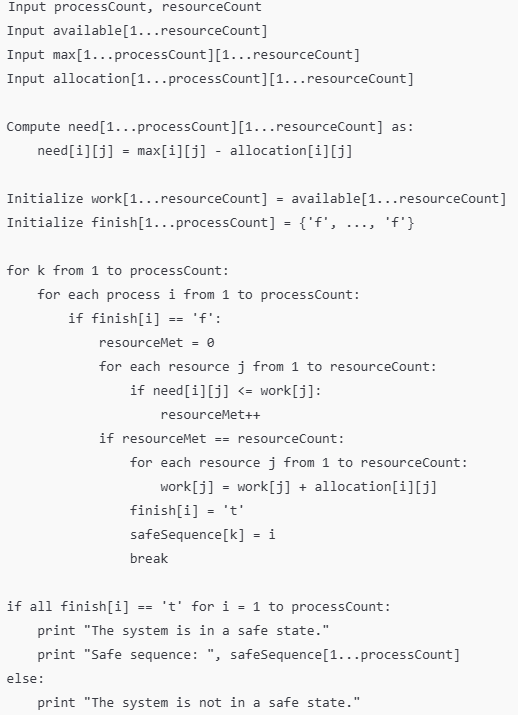 Input processCount, resourceCount
Input available[1...resourceCount]
Input max[1...processCount][1...resourceCount]
Input allocation[1...processCount][1...resourceCount]

Compute need[1...processCount][1...resourceCount] as:
    need[i][j] = max[i][j] - allocation[i][j]

Initialize work[1...resourceCount] = available[1...resourceCount]
Initialize finish[1...processCount] = {'f', ..., 'f'}

for k from 1 to processCount:
    for each process i from 1 to processCount:
        if finish[i] == 'f':
            resourceMet = 0
            for each resource j from 1 to resourceCount:
                if need[i][j] <= work[j]:
                    resourceMet++
            if resourceMet == resourceCount:
                for each resource j from 1 to resourceCount:
                    work[j] = work[j] + allocation[i][j]
                finish[i] = 't'
                safeSequence[k] = i
                break

if all finish[i] == 't' for i = 1 to processCount:
    print "The system is in a safe state."
    print "Safe sequence: ", safeSequence[1...processCount]
else:
    print "The system is not in a safe state."